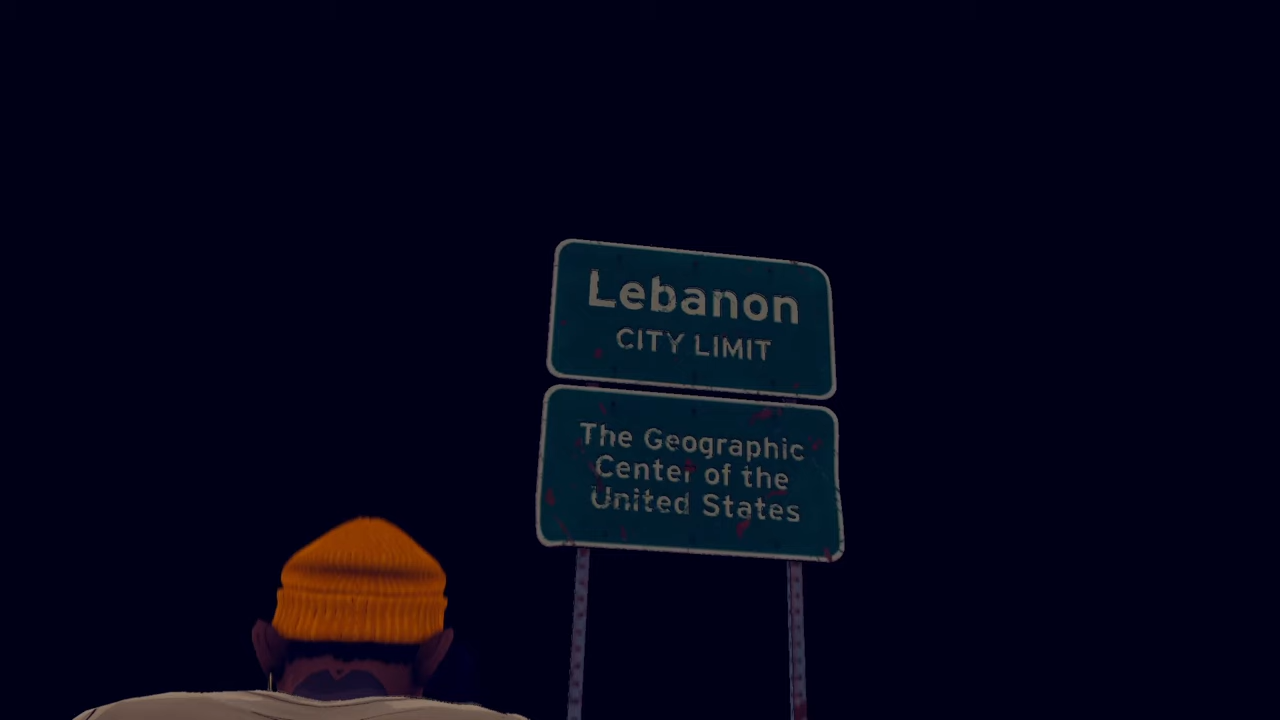 Lebanon
CITY LIMIT
The Geographic
Center of the
United States